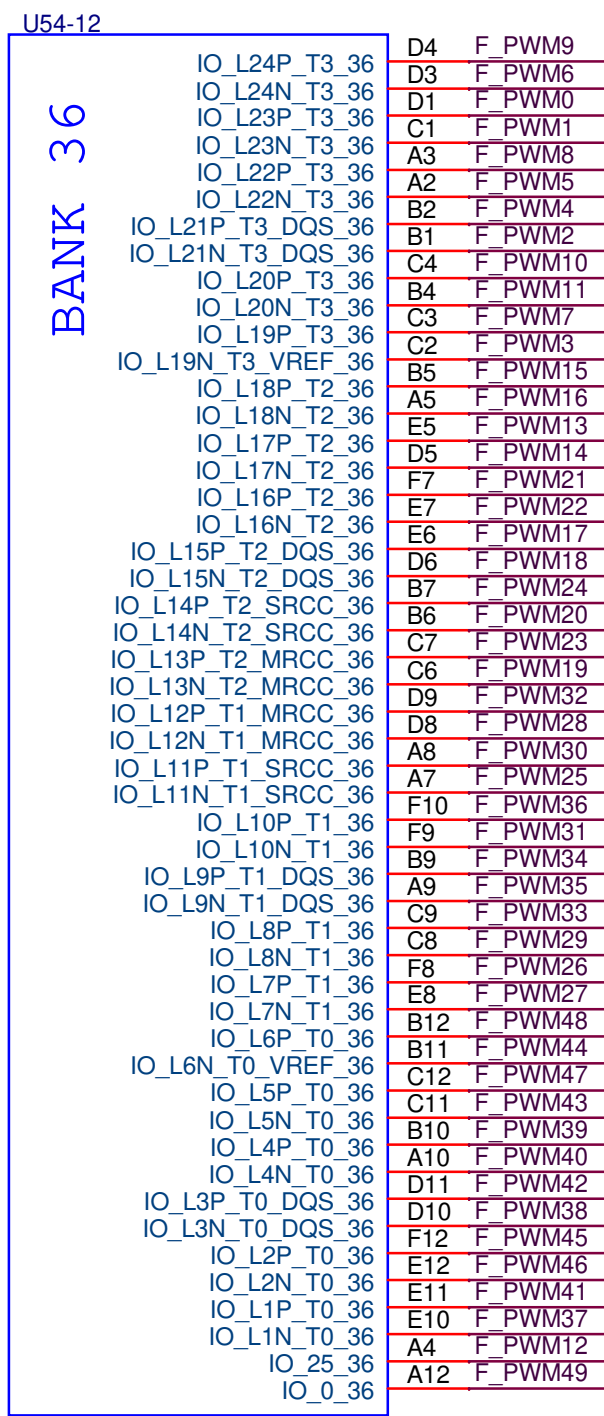 U54-12
BANK 36
IO_L24P_T3_36 D4 F_PWM9
IO_L24N_T3_36 D3 F_PWM6
IO_L23P_T3_36 D1 F_PWM0
IO_L23N_T3_36 C1 F_PWM1
IO_L22P_T3_36 A3 F_PWM8
IO_L22N_T3_36 A2 F_PWM5
IO_L21P_T3_DQS_36 B2 F_PWM4
IO_L21N_T3_DQS_36 B1 F_PWM2
IO_L20P_T3_36 C4 F_PWM10
IO_L20N_T3_36 B4 F_PWM11
IO_L19P_T3_36 C3 F_PWM7
IO_L19N_T3_VREF_36 C2 F_PWM3
IO_L18P_T2_36 B5 F_PWM15
IO_L18N_T2_36 A5 F_PWM16
IO_L17P_T2_36 E5 F_PWM13
IO_L17N_T2_36 D5 F_PWM14
IO_L16P_T2_36 F7 F_PWM21
IO_L16N_T2_36 E7 F_PWM22
IO_L15P_T2_DQS_36 E6 F_PWM17
IO_L15N_T2_DQS_36 D6 F_PWM18
IO_L14P_T2_SRCC_36 B7 F_PWM24
IO_L14N_T2_SRCC_36 B6 F_PWM20
IO_L13P_T2_MRCC_36 C7 F_PWM23
IO_L13N_T2_MRCC_36 C6 F_PWM19
IO_L12P_T1_MRCC_36 D9 F_PWM32
IO_L12N_T1_MRCC_36 D8 F_PWM28
IO_L11P_T1_SRCC_36 A8 F_PWM30
IO_L11N_T1_SRCC_36 A7 F_PWM25
IO_L10P_T1_36 F10 F_PWM36
IO_L10N_T1_36 F9 F_PWM31
IO_L9P_T1_DQS_36 B9 F_PWM34
IO_L9N_T1_DQS_36 A9 F_PWM35
IO_L8P_T1_36 C9 F_PWM33
IO_L8N_T1_36 C8 F_PWM29
IO_L7P_T1_36 F8 F_PWM26
IO_L7N_T1_36 E8 F_PWM27
IO_L6P_T0_36 B12 F_PWM48
IO_L6N_T0_VREF_36 B11 F_PWM44
IO_L5P_T0_36 C12 F_PWM47
IO_L5N_T0_36 C11 F_PWM43
IO_L4P_T0_36 B10 F_PWM39
IO_L4N_T0_36 A10 F_PWM40
IO_L3P_T0_DQS_36 D11 F_PWM42
IO_L3N_T0_DQS_36 D10 F_PWM38
IO_L2P_T0_36 F12 F_PWM45
IO_L2N_T0_36 E12 F_PWM46
IO_L1P_T0_36 E11 F_PWM41
IO_L1N_T0_36 E10 F_PWM37
IO_25_36 A4 F_PWM12
IO_0_36 A12 F_PWM49